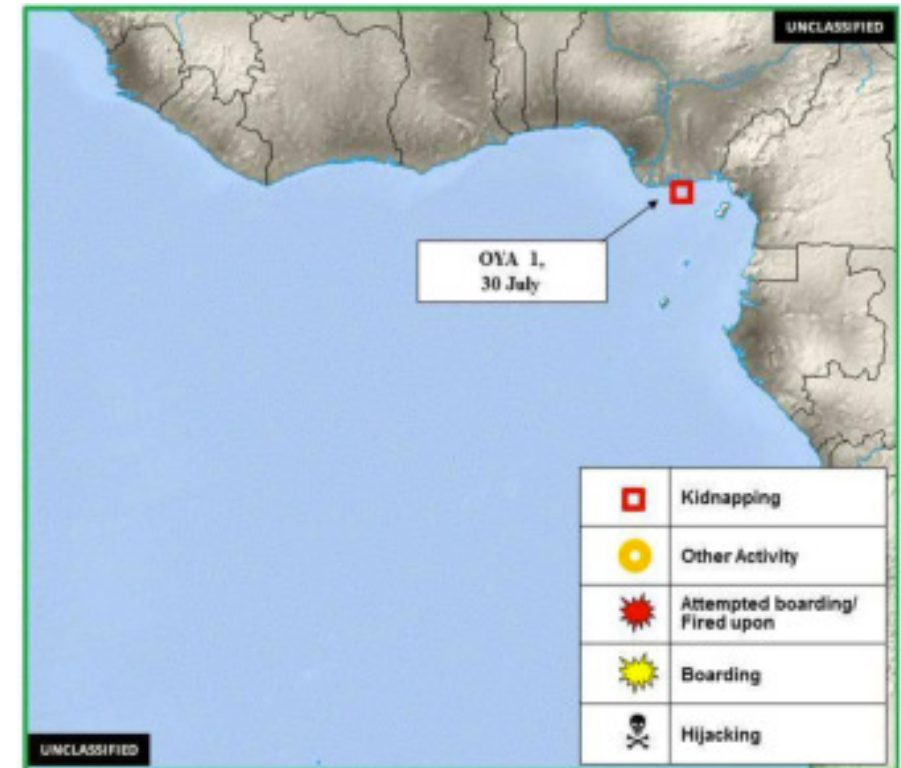 UNCLASSIFIED
OYA 1,
30 July
Kidnapping
Other Activity
Attempted boarding/
Fired upon
Boarding
Hijacking
UNCLASSIFIED